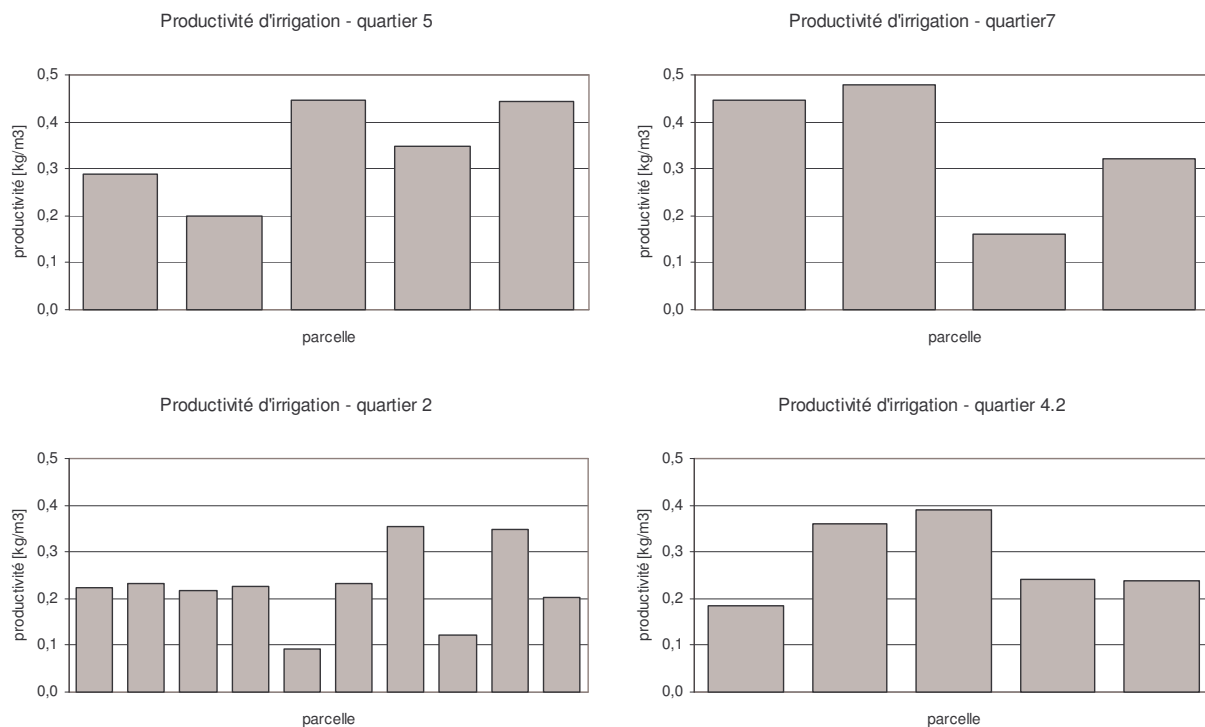 Productivité d'irrigation - quartier 5
0,5
0,4
0,3
0,2
0,1
0,0
productivité [kg/m3]
parcelle
Productivité d'irrigation - quartier7
0,5
0,4
0,3
0,2
0,1
0,0
productivité [kg/m3]
parcelle
Productivité d'irrigation - quartier 2
0,5
0,4
0,3
0,2
0,1
0,0
productivité [kg/m3]
parcelle
Productivité d'irrigation - quartier 4.2
0,5
0,4
0,3
0,2
0,1
0,0
productivité [kg/m3]
parcelle